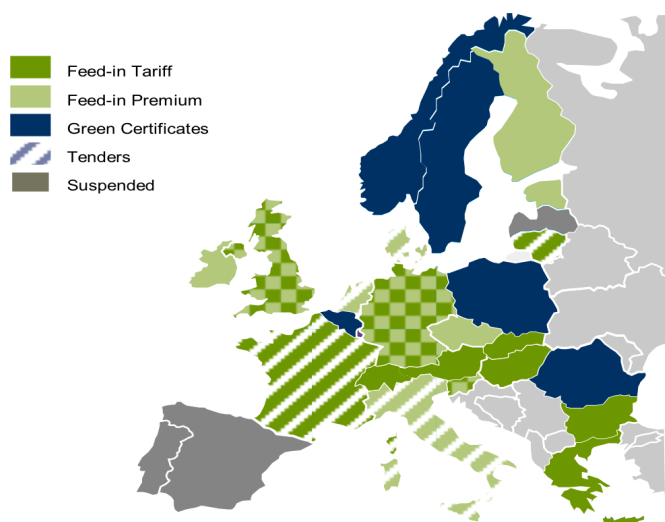 Feed-in Tariff
Feed-in Premium
Green Certificates
Tenders
Suspended